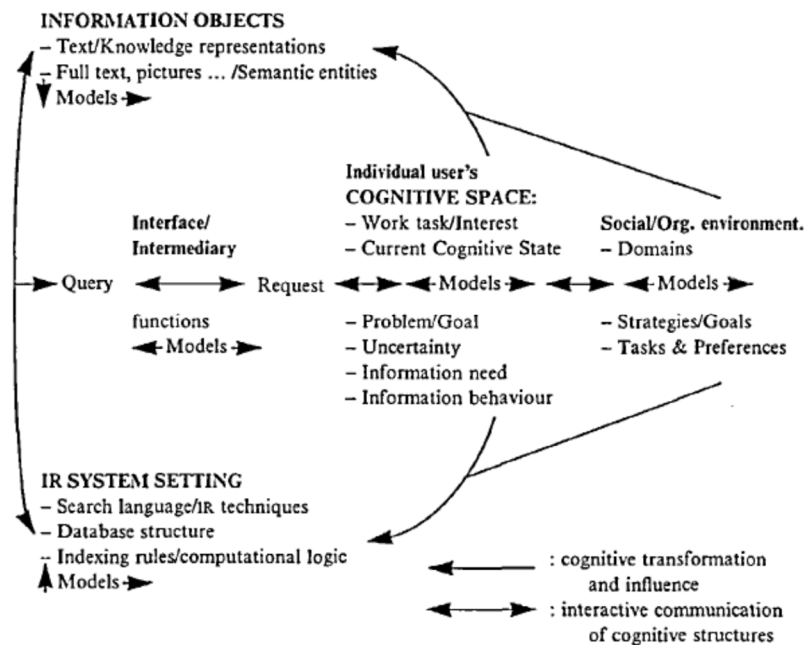 INFORMATION OBJECTS
– Text/Knowledge representations
– Full text, pictures ... /Semantic entities
Models
Individual user's
COGNITIVE SPACE:
– Work task/Interest
– Current Cognitive State
Interface/
Intermediary
Social/Org. environment.
– Domains
Query
Request
Models
Models
functions
Models
– Problem/Goal
– Uncertainty
– Information need
– Information behaviour
– Strategies/Goals
– Tasks & Preferences
IR SYSTEM SETTING
– Search language/IR techniques
– Database structure
– Indexing rules/computational logic
Models
: cognitive transformation
and influence
: interactive communication
of cognitive structures